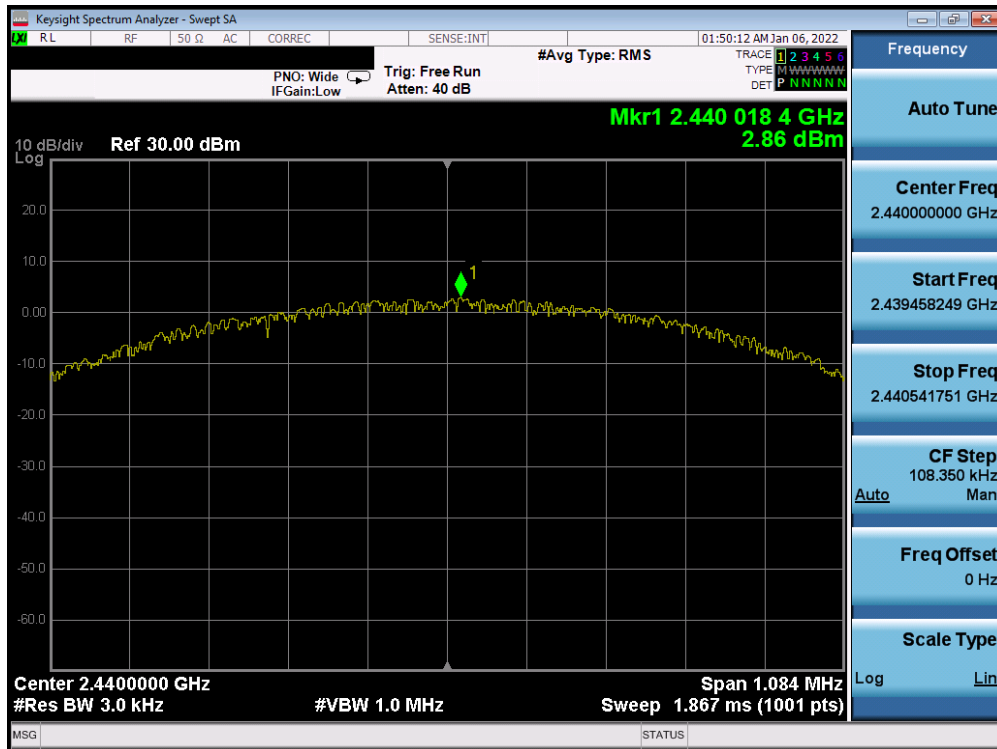 Keysight Spectrum Analyzer - Swept SA
LXI RL RF 50 Ω AC CORREC SENSE:INT 01:50:12 AM Jan 06, 2022
#Avg Type: RMS
TRACE 1 2 3 4 5 6
TYPE M W W W W W
DET P N N N N N
PNO: Wide
IFGain:Low
Trig: Free Run
Atten: 40 dB
Mkr1 2.440 018 4 GHz
2.86 dBm
10 dB/div
Log
Ref 30.00 dBm
20.0
10.0
0.00
-10.0
-20.0
-30.0
-40.0
-50.0
-60.0
1
Center 2.4400000 GHz
#Res BW 3.0 kHz
#VBW 1.0 MHz
Span 1.084 MHz
Sweep 1.867 ms (1001 pts)
MSG
STATUS
Frequency
Auto Tune
Center Freq
2.440000000 GHz
Start Freq
2.439458249 GHz
Stop Freq
2.440541751 GHz
CF Step
108.350 kHz
Auto Man
Freq Offset
0 Hz
Scale Type
Log Lin